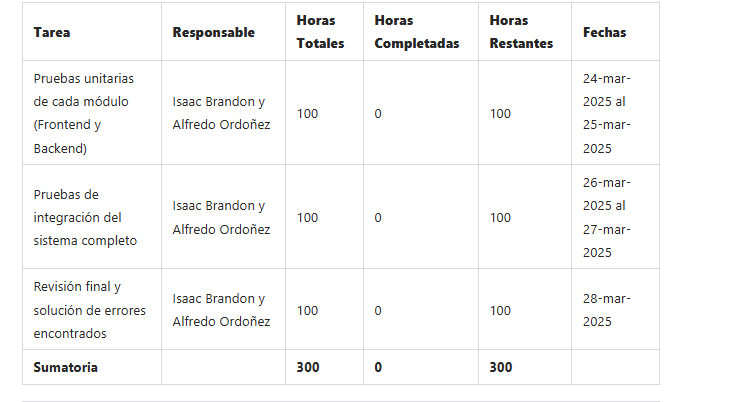 Tarea
Responsable
Horas
Totales
Horas
Completadas
Horas
Restantes
Fechas
Pruebas unitarias
de cada módulo
(Frontend y
Backend)
Isaac Brandon y
Alfredo Ordoñez
100
0
100
24-mar-
2025 al
25-mar-
2025
Pruebas de
integración del
sistema completo
Isaac Brandon y
Alfredo Ordoñez
100
0
100
26-mar-
2025 al
27-mar-
2025
Revisión final y
solución de errores
encontrados
Isaac Brandon y
Alfredo Ordoñez
100
0
100
28-mar-
2025
Sumatoria
300
0
300